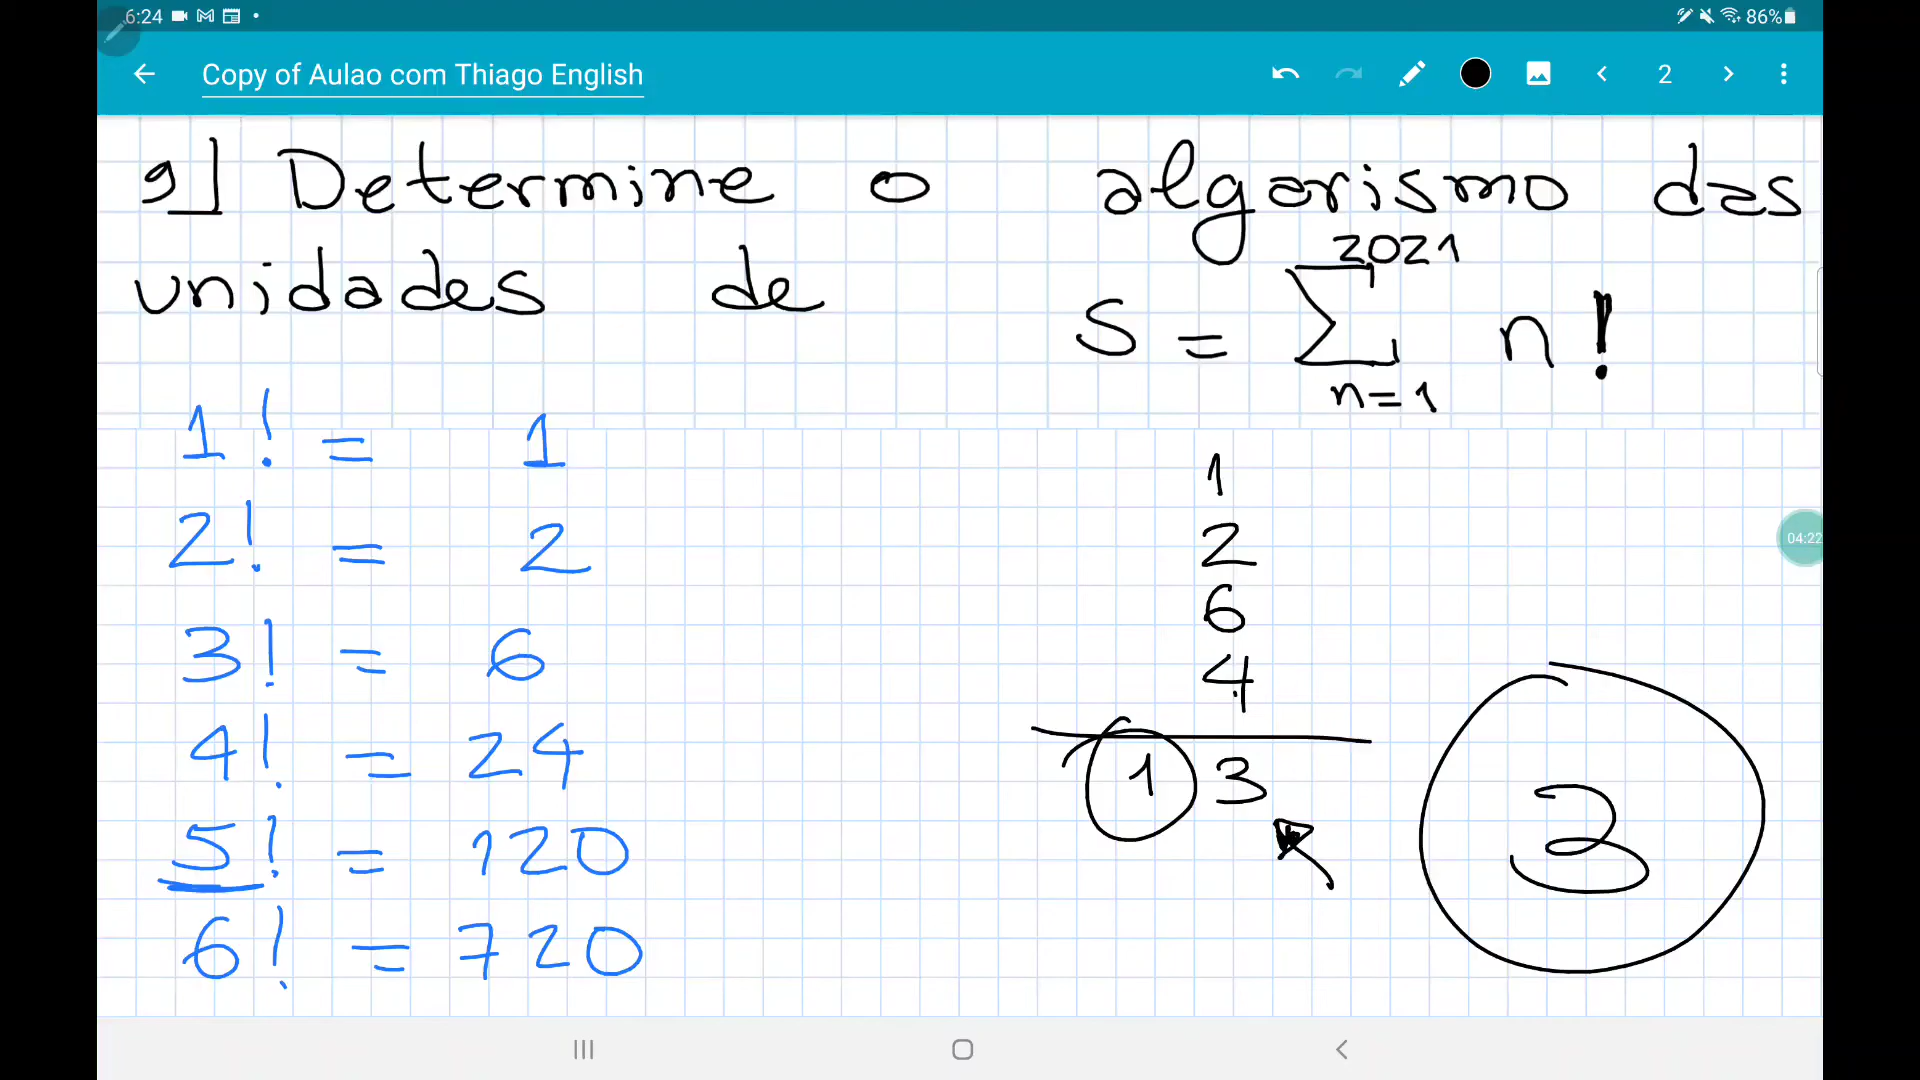 6:24
86%
Copy of Aulao com Thiago English
2
9] Determine o algarismo das
unidades de
2021
S = Σ n!
n=1
1! = 1
2! = 2
3! = 6
4! = 24
5! = 120
6! = 720
1
2
6
4
1 3
3
04:22